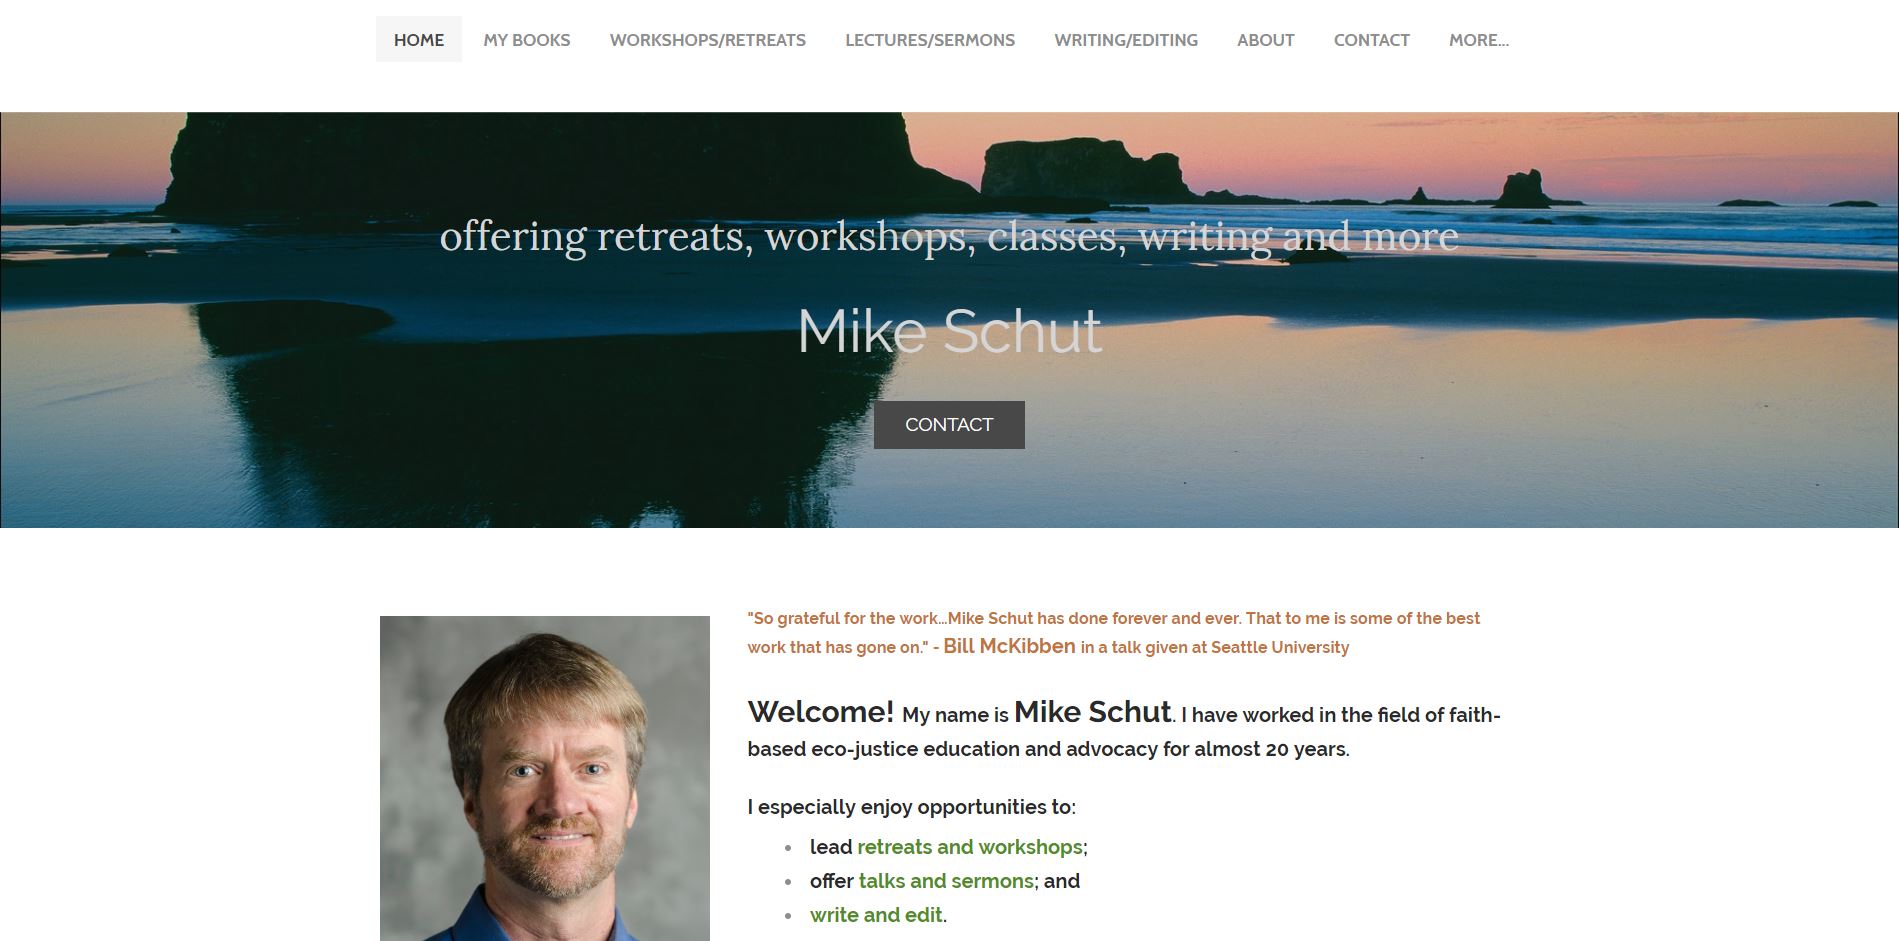 HOME MY BOOKS WORKSHOPS/RETREATS LECTURES/SERMONS WRITING/EDITING ABOUT CONTACT MORE...
offering retreats, workshops, classes, writing and more
Mike Schut
CONTACT
"So grateful for the work...Mike Schut has done forever and ever. That to me is some of the best
work that has gone on." - Bill McKibben in a talk given at Seattle University
Welcome! My name is Mike Schut. I have worked in the field of faith-
based eco-justice education and advocacy for almost 20 years.
I especially enjoy opportunities to:
• lead retreats and workshops;
• offer talks and sermons; and
• write and edit.